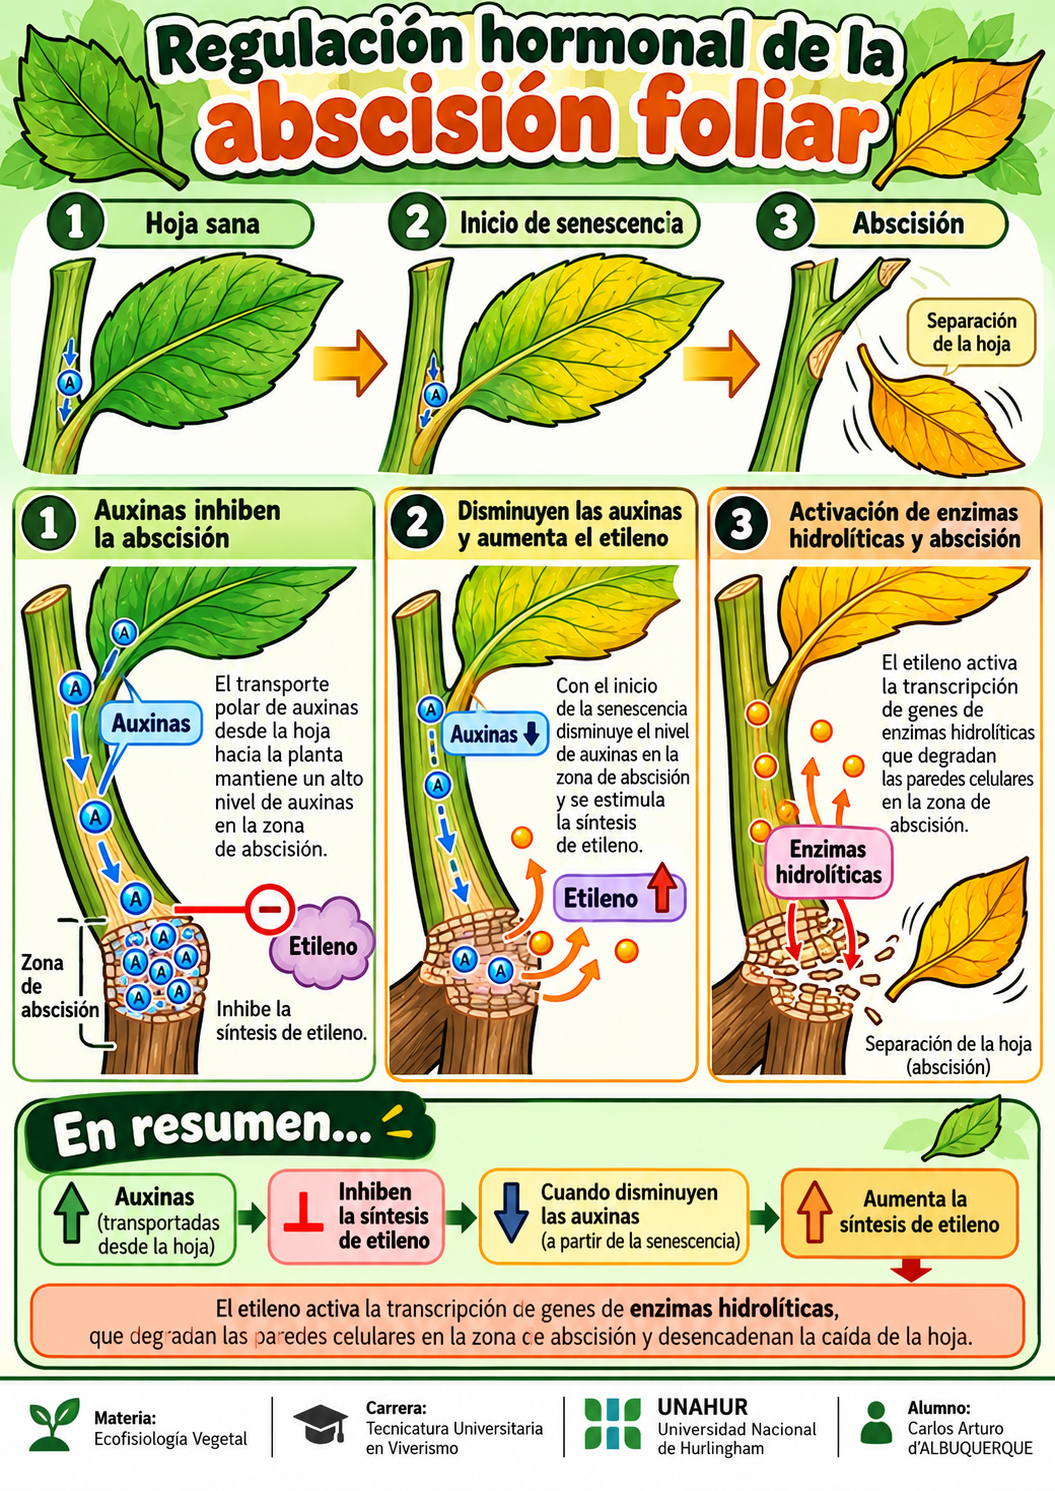 Regulación hormonal de la
abscisión foliar
1 Hoja sana
2 Inicio de senescencia
3 Abscisión
A
A
Separación
de la hoja
1 Auxinas inhiben
la abscisión
A
A
Auxinas
A
A
El transporte
polar de auxinas
desde la hoja
hacia la planta
mantiene un alto
nivel de auxinas
en la zona
de abscisión.
Etileno
A
A
A
A
A
A
Zona
de
abscisión
Inhibe la
síntesis de etileno.
2 Disminuyen las auxinas
y aumenta el etileno
A
Auxinas
A
Con el inicio
de la senescencia
disminuye el nivel
de auxinas en la
zona de abscisión
y se estimula
la síntesis
de etileno.
Etileno
A
A
3 Activación de enzimas
hidrolíticas y abscisión
El etileno activa
la transcripción
de genes de
enzimas hidrolíticas
que degradan
las paredes celulares
en la zona de
abscisión.
Enzimas
hidrolíticas
Separación de la hoja
(abscisión)
En resumen...
Auxinas
(transportadas
desde la hoja)
Inhiben
la síntesis
de etileno
Cuando disminuyen
las auxinas
(a partir de la senescencia)
Aumenta la
síntesis de etileno
El etileno activa la transcripción de genes de enzimas hidrolíticas,
que degradan las paredes celulares en la zona de abscisión y desencadenan la caída de la hoja.
Materia:
Ecofisiología Vegetal
Carrera:
Tecnicatura Universitaria
en Viverismo
UNAHUR
Universidad Nacional
de Hurlingham
Alumno:
Carlos Arturo
d'ALBUQUERQUE